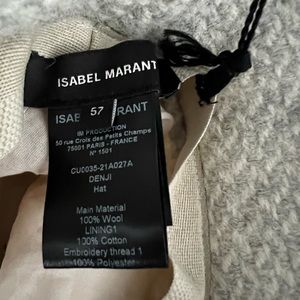 ISABEL MARANT
57
ISAB RANT
IM PRODUCTION
50 rue Croix des Petits Champs
75001 PARIS - FRANCE
N° 1501
CU0035-21A027A
DENJI
Hat
Main Material
100% Wool
LINING1
100% Cotton
Embroidery thread 1
100% Polyester